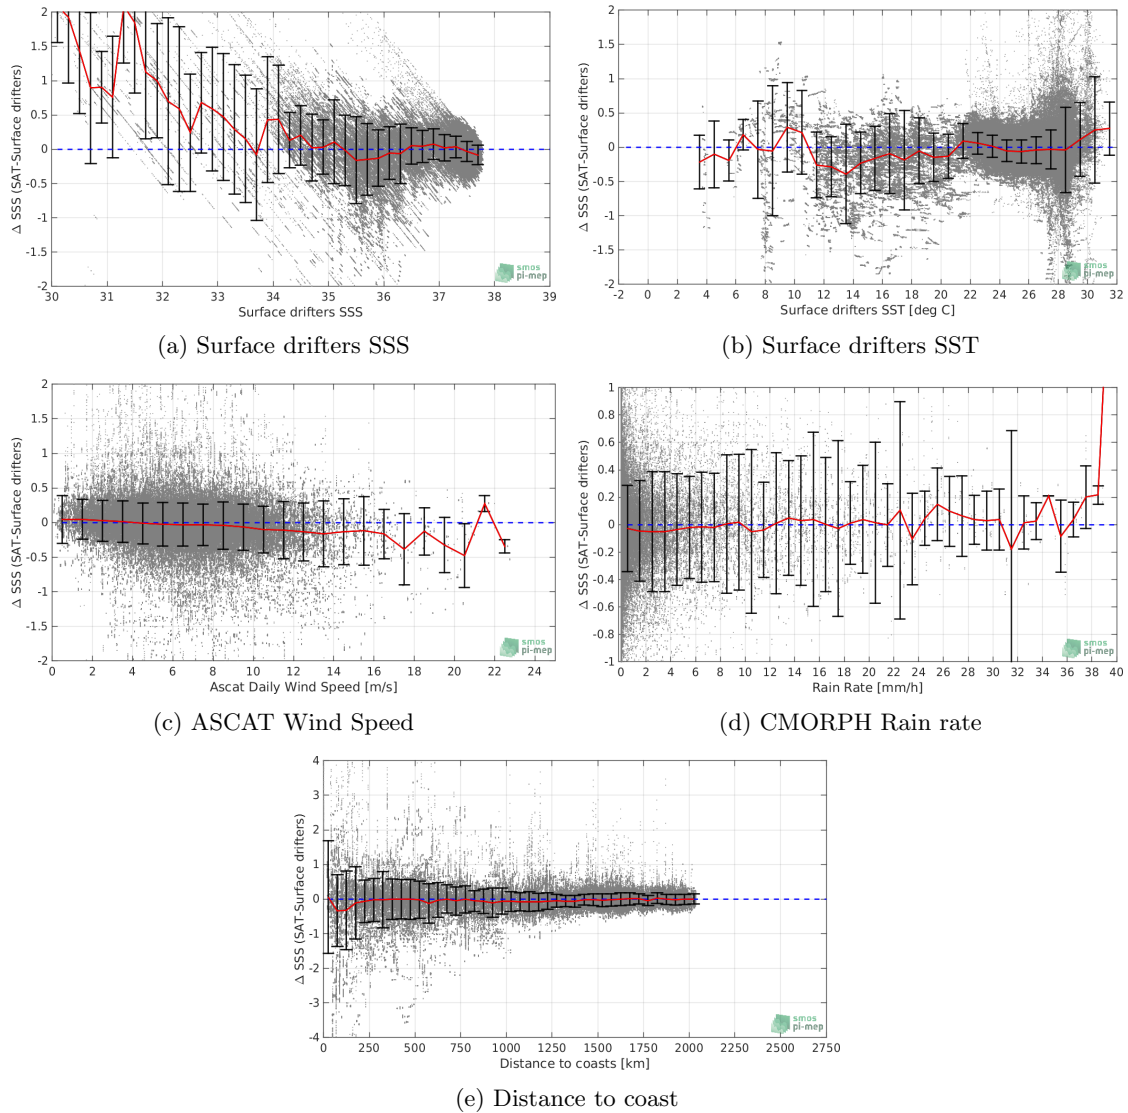 Δ SSS (SAT-Surface drifters)
2
1.5
1
0.5
0
-0.5
-1
-1.5
-2
30 31 32 33 34 35 36 37 38 39
Surface drifters SSS
smos
pi-mep
(a) Surface drifters SSS
Δ SSS (SAT-Surface drifters)
2
1.5
1
0.5
0
-0.5
-1
-1.5
-2
-2 0 2 4 6 8 10 12 14 16 18 20 22 24 26 28 30 32
Surface drifters SST [deg C]
smos
pi-mep
(b) Surface drifters SST
Δ SSS (SAT-Surface drifters)
2
1.5
1
0.5
0
-0.5
-1
-1.5
-2
0 2 4 6 8 10 12 14 16 18 20 22 24
Ascat Daily Wind Speed [m/s]
smos
pi-mep
(c) ASCAT Wind Speed
Δ SSS (SAT-Surface drifters)
1
0.8
0.6
0.4
0.2
0
-0.2
-0.4
-0.6
-0.8
-1
0 2 4 6 8 10 12 14 16 18 20 22 24 26 28 30 32 34 36 38 40
Rain Rate [mm/h]
smos
pi-mep
(d) CMORPH Rain rate
Δ SSS (SAT-Surface drifters)
4
3
2
1
0
-1
-2
-3
-4
0 250 500 750 1000 1250 1500 1750 2000 2250 2500 2750
Distance to coasts [km]
smos
pi-mep
(e) Distance to coast